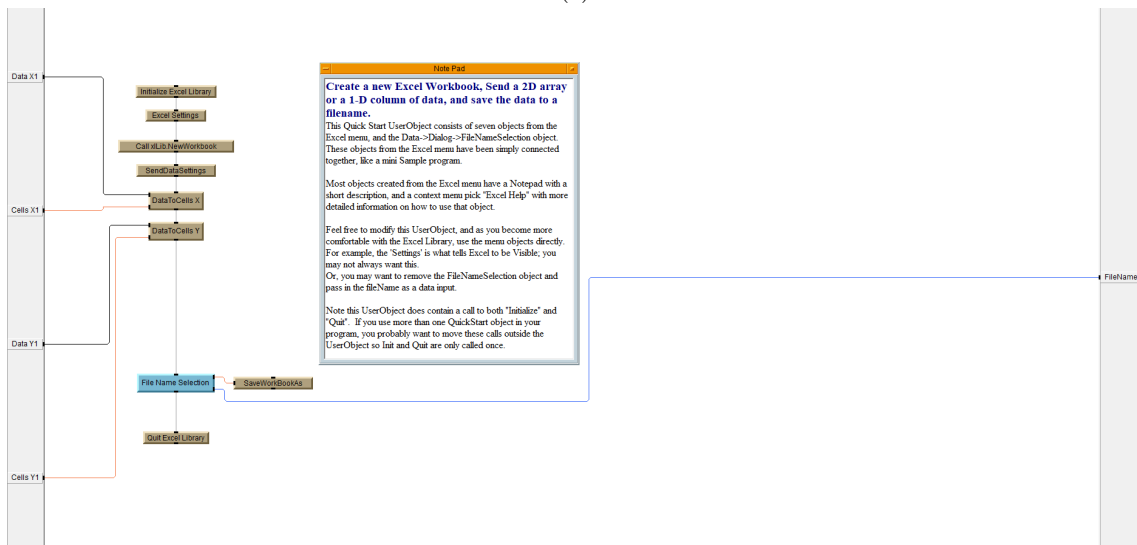 Note Pad
Data X1
Create a new Excel Workbook, Send a 2D array
or a 1-D column of data, and save the data to a
filename.
Initialize Excel Library
Excel Settings
This Quick Start UserObject consists of seven objects from the
Excel menu, and the Data->Dialog->FileNameSelection object.
These objects from the Excel menu have been simply connected
together, like a mini Sample program.
Call xlLib.NewWorkbook
SendDataSettings
Most objects created from the Excel menu have a Notepad with a
short description, and a context menu pick "Excel Help" with more
detailed information on how to use that object.
DataToCells X
Cells X1
DataToCells Y
Feel free to modify this UserObject, and as you become more
comfortable with the Excel Library, use the menu objects directly.
For example, the 'Settings' is what tells Excel to be Visible; you
may not always want this.
Or, you may want to remove the FileNameSelection object and
pass in the fileName as a data input.
FileName
Note this UserObject does contain a call to both "Initialize" and
"Quit".  If you use more than one QuickStart object in your
program, you probably want to move these calls outside the
UserObject so Init and Quit are only called once.
Data Y1
File Name Selection
SaveWorkBookAs
Quit Excel Library
Cells Y1